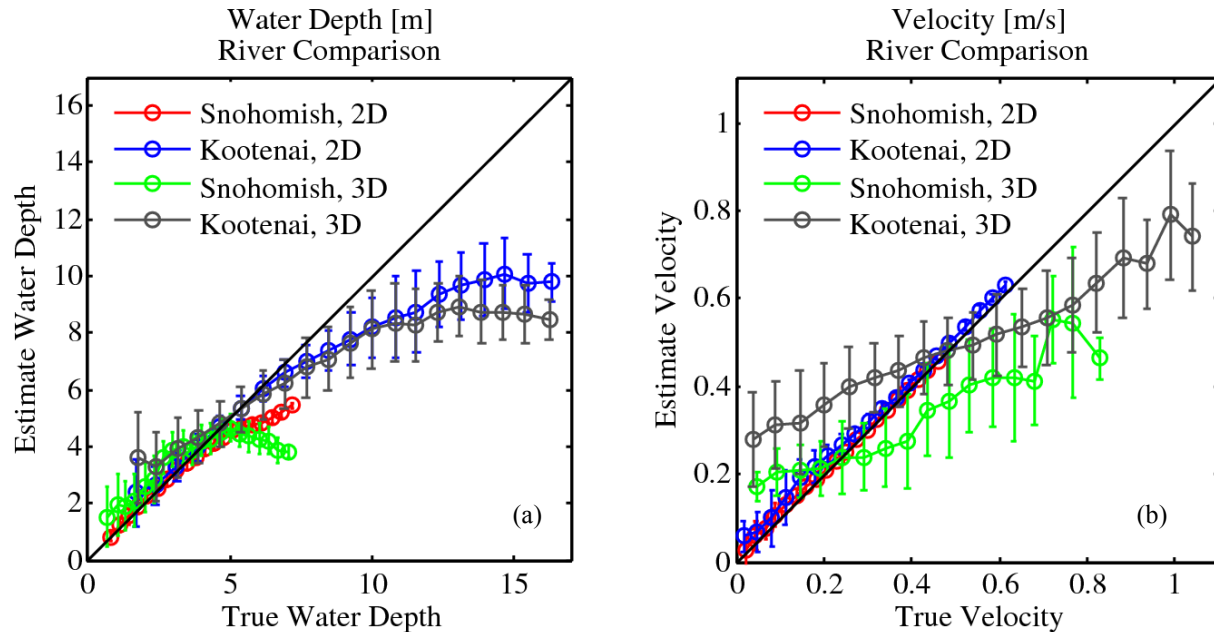 Water Depth [m]
River Comparison
Estimate Water Depth
16
14
12
10
8
6
4
2
0
Snohomish, 2D
Kootenai, 2D
Snohomish, 3D
Kootenai, 3D
(a)
0
5
10
15
True Water Depth
Velocity [m/s]
River Comparison
Estimate Velocity
1
0.8
0.6
0.4
0.2
0
Snohomish, 2D
Kootenai, 2D
Snohomish, 3D
Kootenai, 3D
(b)
0
0.2
0.4
0.6
0.8
1
True Velocity